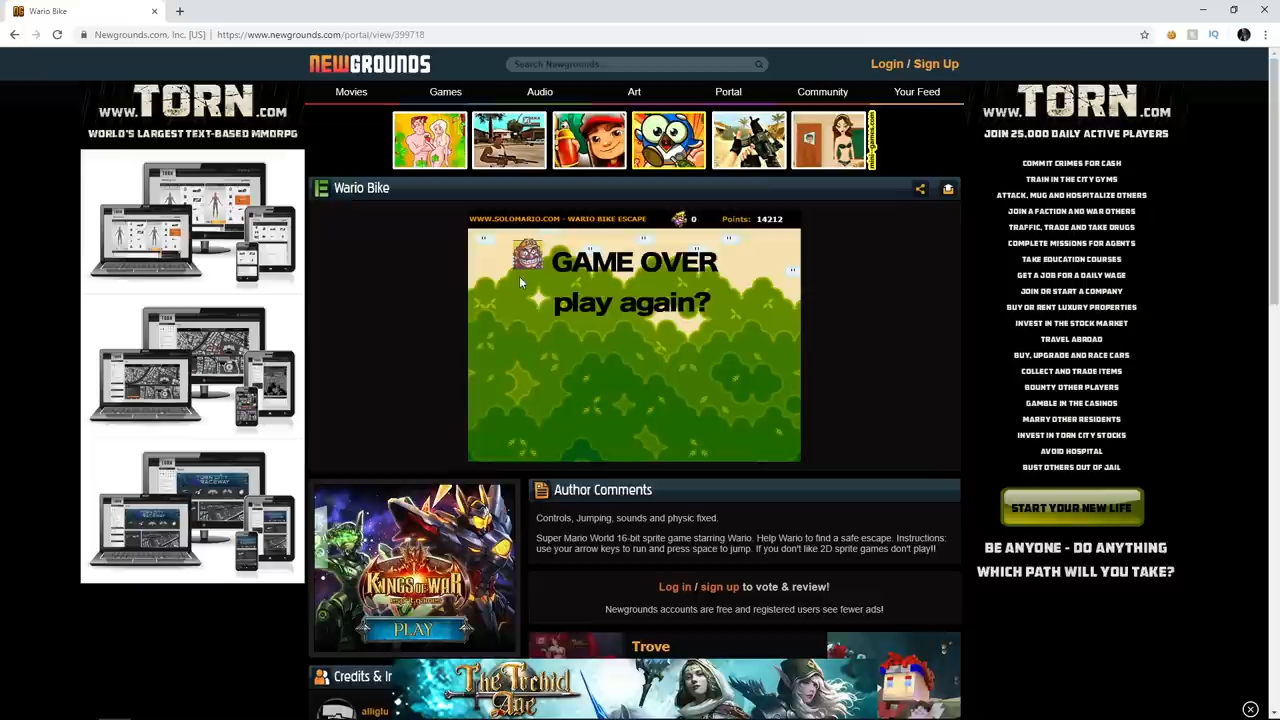 Wario Bike
Newgrounds.com, Inc. [US] | https://www.newgrounds.com/portal/view/399718
NEWGROUNDS
Search Newgrounds...
Login / Sign Up
Movies Games Audio Art Portal Community Your Feed
WWW.TORN.COM
WORLD'S LARGEST TEXT-BASED MMORPG
WWW.TORN.COM
JOIN 25,000 DAILY ACTIVE PLAYERS
COMMIT CRIMES FOR CASH
TRAIN IN THE CITY GYMS
ATTACK, MUG AND HOSPITALIZE OTHERS
JOIN A FACTION AND WAR OTHERS
TRAFFIC, TRADE AND TAKE DRUGS
COMPLETE MISSIONS FOR AGENTS
TAKE EDUCATION COURSES
GET A JOB FOR A DAILY WAGE
JOIN OR START A COMPANY
BUY OR RENT LUXURY PROPERTIES
INVEST IN THE STOCK MARKET
TRAVEL ABROAD
BUY, UPGRADE AND RACE CARS
COLLECT AND TRADE ITEMS
BOUNTY OTHER PLAYERS
GAMBLE IN THE CASINOS
MARRY OTHER RESIDENTS
INVEST IN TORN CITY STOCKS
AVOID HOSPITAL
BUST OTHERS OUT OF JAIL
START YOUR NEW LIFE
BE ANYONE - DO ANYTHING
WHICH PATH WILL YOU TAKE?
E Wario Bike
WWW.SOLOMARIO.COM - WARIO BIKE ESCAPE 0 Points: 14212
GAME OVER
play again?
Author Comments
Controls, Jumping, sounds and physic fixed.
Super Mario World 16-bit sprite game starring Wario. Help Wario to find a safe escape. Instructions,
use your arrow keys to run and press space to jump. If you don't like 2D sprite games don't play!!
Log in / sign up to vote & review!
Newgrounds accounts are free and registered users see fewer ads!
KINGS OF WAR
PLAY
Trove
Credits & In
alliglu
The Torchid Age